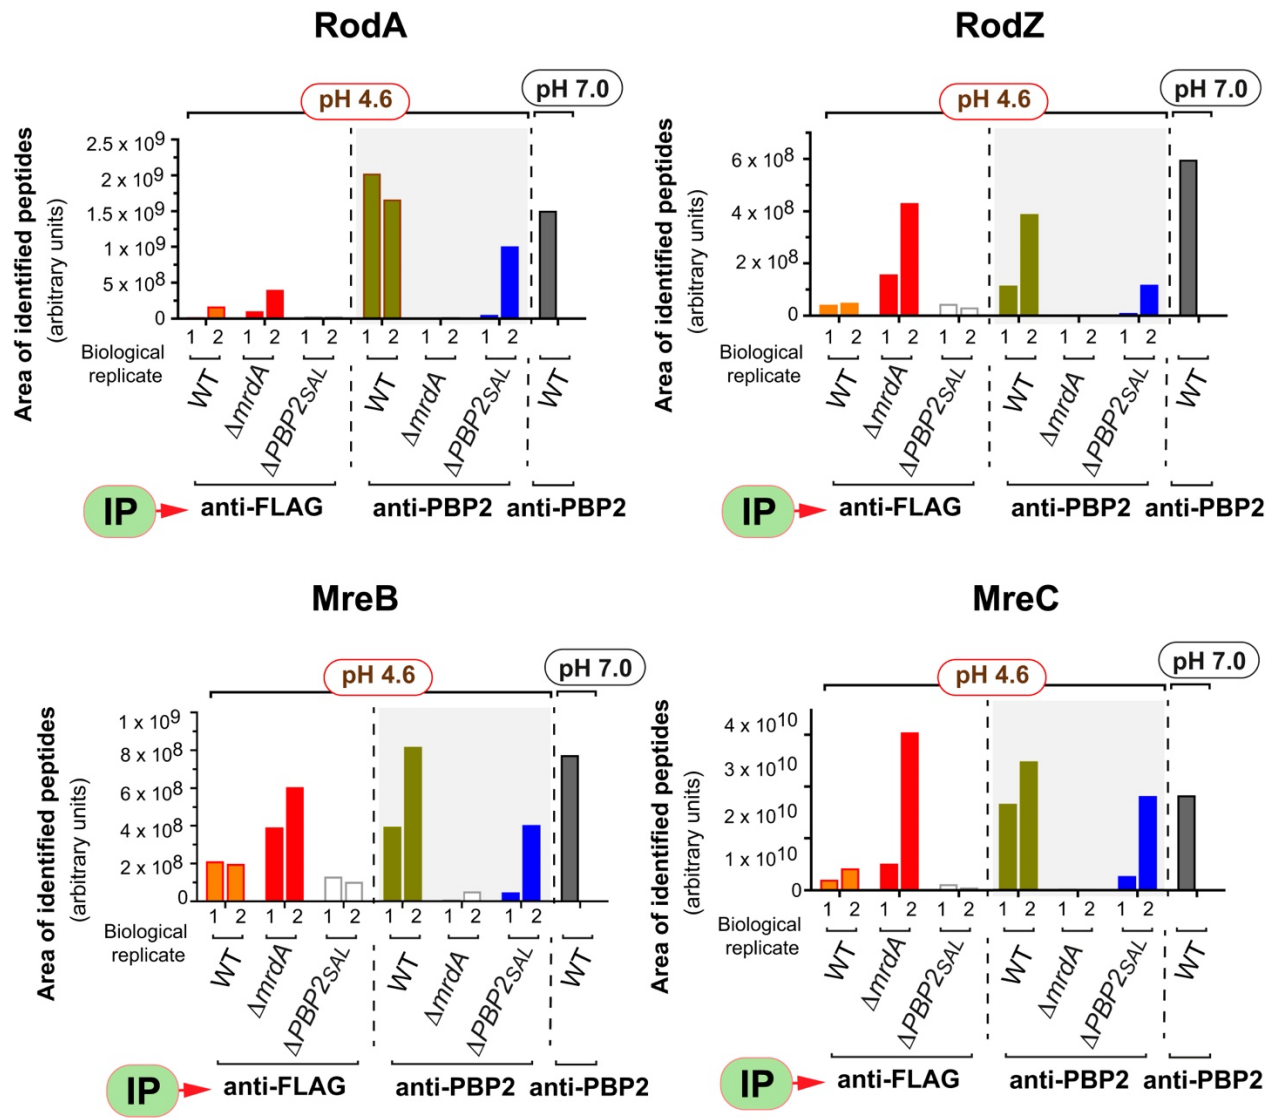 RodA
pH 4.6
pH 7.0
Area of identified peptides
(arbitrary units)
2.5 x 10⁹
2 x 10⁹
1.5 x 10⁹
1 x 10⁹
5 x 10⁸
0
Biological
replicate
1 2 1 2 1 2 1 2 1 2 1 2
WT ΔmrdA ΔPBP2SAL WT ΔmrdA ΔPBP2SAL WT
IP anti-FLAG anti-PBP2 anti-PBP2
RodZ
pH 4.6
pH 7.0
Area of identified peptides
(arbitrary units)
6 x 10⁸
4 x 10⁸
2 x 10⁸
0
Biological
replicate
1 2 1 2 1 2 1 2 1 2 1 2
WT ΔmrdA ΔPBP2SAL WT ΔmrdA ΔPBP2SAL WT
IP anti-FLAG anti-PBP2 anti-PBP2
MreB
pH 4.6
pH 7.0
Area of identified peptides
(arbitrary units)
1 x 10⁹
8 x 10⁸
6 x 10⁸
4 x 10⁸
2 x 10⁸
0
Biological
replicate
1 2 1 2 1 2 1 2 1 2 1 2
WT ΔmrdA ΔPBP2SAL WT ΔmrdA ΔPBP2SAL WT
IP anti-FLAG anti-PBP2 anti-PBP2
MreC
pH 4.6
pH 7.0
Area of identified peptides
(arbitrary units)
4 x 10¹⁰
3 x 10¹⁰
2 x 10¹⁰
1 x 10¹⁰
0
Biological
replicate
1 2 1 2 1 2 1 2 1 2 1 2
WT ΔmrdA ΔPBP2SAL WT ΔmrdA ΔPBP2SAL WT
IP anti-FLAG anti-PBP2 anti-PBP2